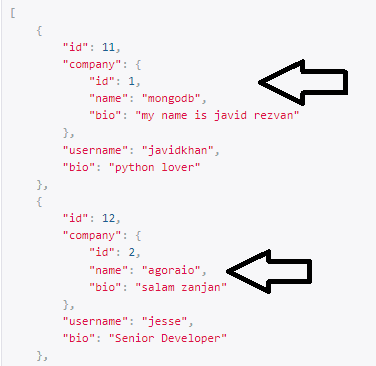 [
{
"id": 11,
"company": {
"id": 1,
"name": "mongodb",
"bio": "my name is javid rezvan"
},
"username": "javidkhan",
"bio": "python lover"
},
{
"id": 12,
"company": {
"id": 2,
"name": "agoraio",
"bio": "salam zanjan"
},
"username": "jesse",
"bio": "Senior Developer"
},